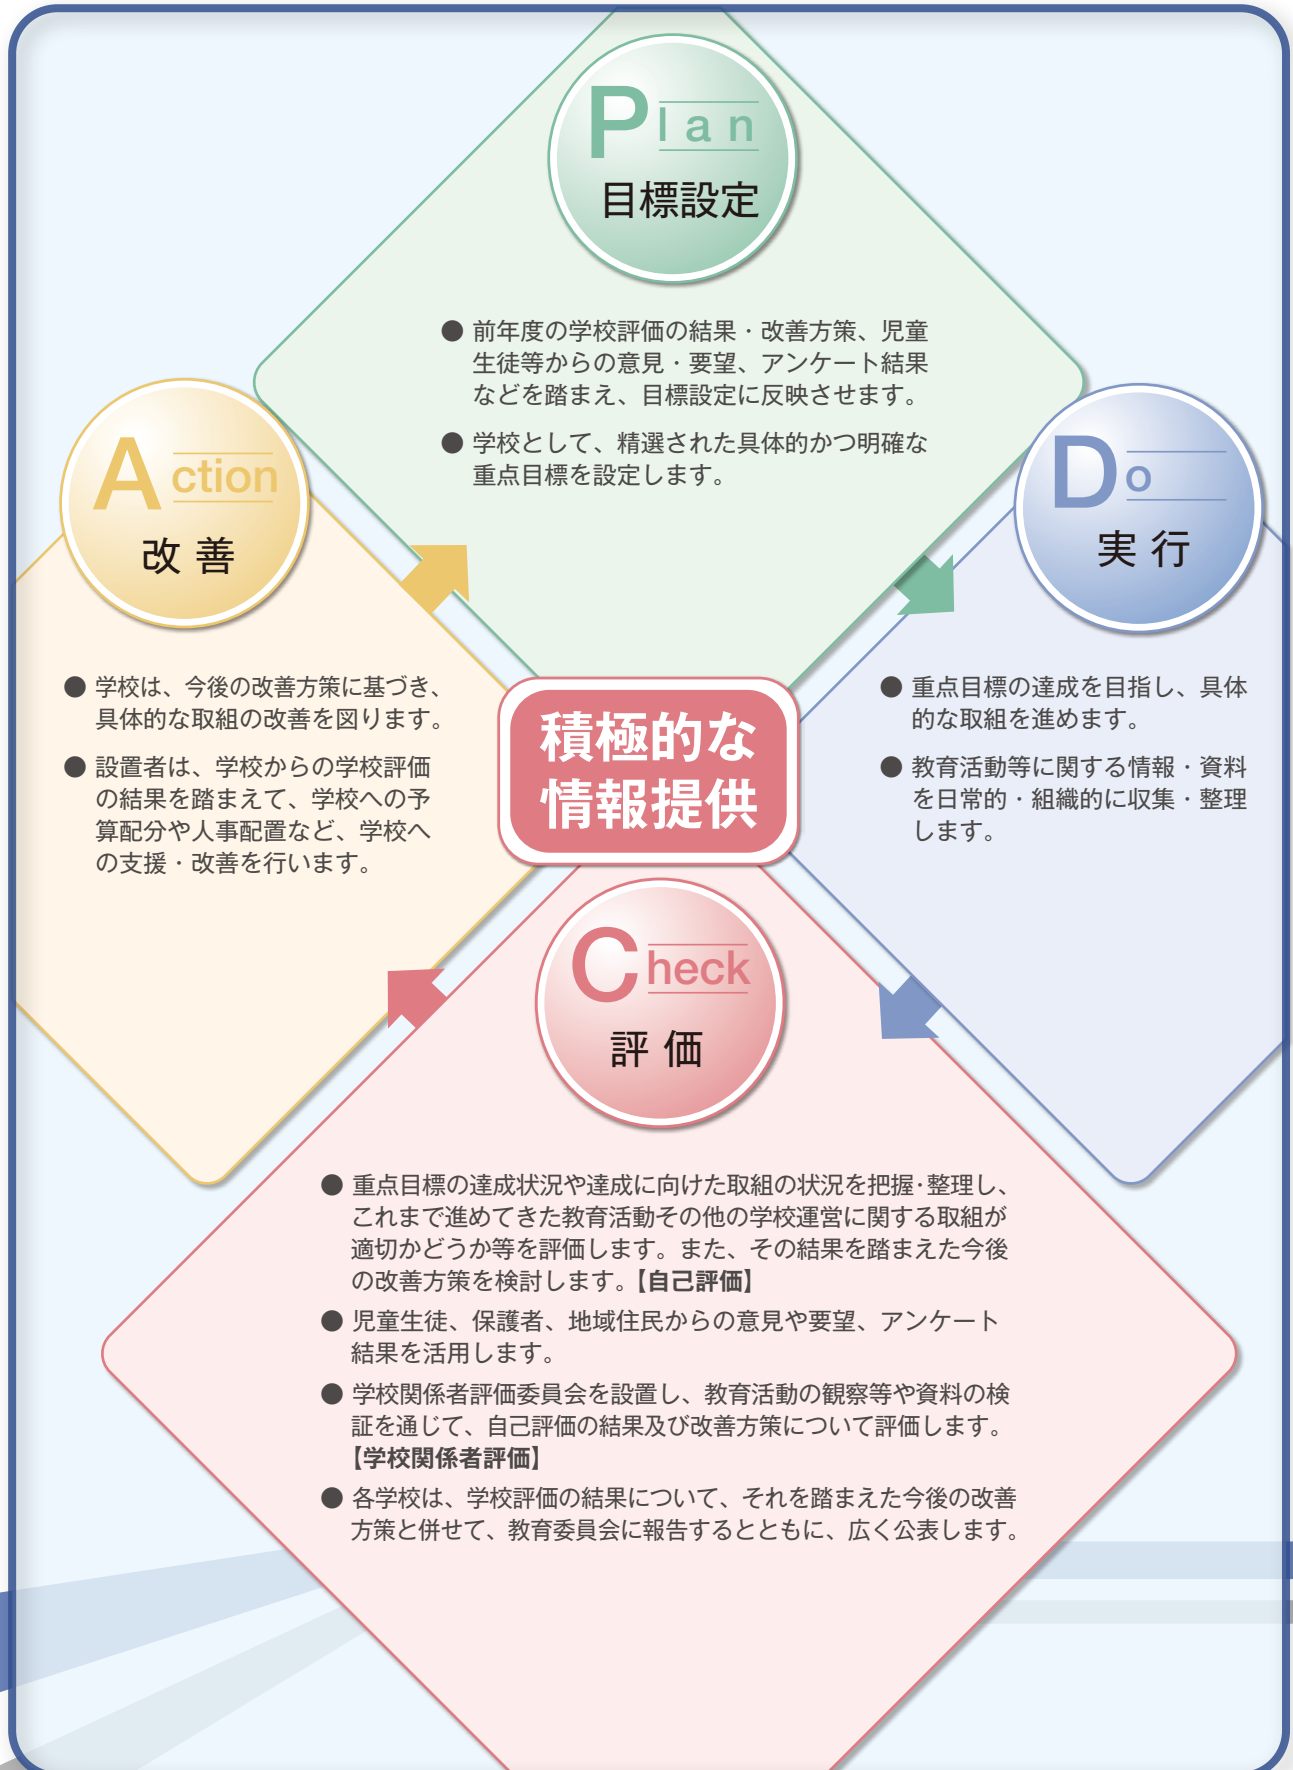 Plan
目標設定
● 前年度の学校評価の結果・改善方策、児童
生徒等からの意見・要望、アンケート結果
などを踏まえ、目標設定に反映させます。
● 学校として、精選された具体的かつ明確な
重点目標を設定します。
Action
改 善
● 学校は、今後の改善方策に基づき、
具体的な取組の改善を図ります。
● 設置者は、学校からの学校評価
の結果を踏まえて、学校への予
算配分や人事配置など、学校へ
の支援・改善を行います。
Do
実 行
● 重点目標の達成を目指し、具体
的な取組を進めます。
● 教育活動等に関する情報・資料
を日常的・組織的に収集・整理
します。
積極的な
情報提供
Check
評 価
● 重点目標の達成状況や達成に向けた取組の状況を把握・整理し、
これまで進めてきた教育活動その他の学校運営に関する取組が
適切かどうか等を評価します。また、その結果を踏まえた今後
の改善方策を検討します。【自己評価】
● 児童生徒、保護者、地域住民からの意見や要望、アンケート
結果を活用します。
● 学校関係者評価委員会を設置し、教育活動の観察等や資料の検
証を通じて、自己評価の結果及び改善方策について評価します。
【学校関係者評価】
● 各学校は、学校評価の結果について、それを踏まえた今後の改善
方策と併せて、教育委員会に報告するとともに、広く公表します。